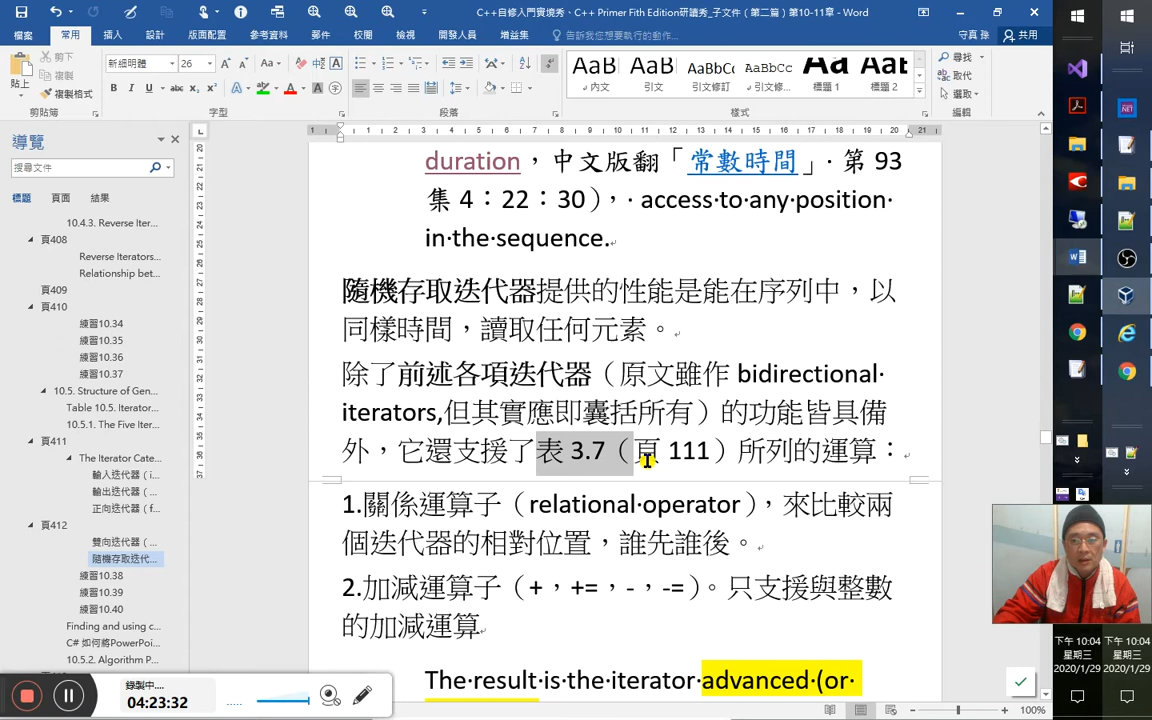 C++自修入門實境秀、C++ Primer Fith Edition研讀秀_子文件（第二篇）第10-11章 - Word
檔案 常用 插入 設計 版面配置 參考資料 郵件 校閱 檢視 開發人員 增益集 告訴我您想要執行的動作... 守真 孫 共用
貼上 剪下 複製 複製格式
新細明體 26
AaB AaB AaBbC AaBbCc AaB AaB
內文 引文 引文修訂 引文修... 標題 1 標題 2
尋找 取代 選取
剪貼簿 字型 段落 樣式 編輯
導覽
搜尋文件
標題 頁面 結果
10.4.3. Reverse Iter...
頁408
Reverse Iterators...
Relationship bet...
頁409
頁410
練習10.34
練習10.35
練習10.36
練習10.37
10.5. Structure of Gen...
Table 10.5. Iterator...
10.5.1. The Five Iter...
頁411
The Iterator Cate...
輸入迭代器（i...
輸出迭代器（i...
正向迭代器（f...
頁412
雙向迭代器（...
隨機存取迭代...
練習10.38
練習10.39
練習10.40
Finding and using c...
C# 如何將PowerPoi...
10.5.2. Algorithm P...
duration，中文版翻「常數時間」· 第 93
集 4：22：30），· access·to·any·position·
in·the·sequence.
隨機存取迭代器提供的性能是能在序列中，以
同樣時間，讀取任何元素。
除了前述各項迭代器（原文雖作 bidirectional·
iterators,但其實應即囊括所有）的功能皆具備
外，它還支援了表 3.7（頁 111）所列的運算：
1.關係運算子（relational·operator），來比較兩
個迭代器的相對位置，誰先誰後。
2.加減運算子（+，+=，-，-=）。只支援與整數
的加減運算
The·result·is·the·iterator·advanced·(or·
錄製中....
04:23:32
100%
下午 10:04
星期三
2020/1/29
下午 10:04
星期三
2020/1/29